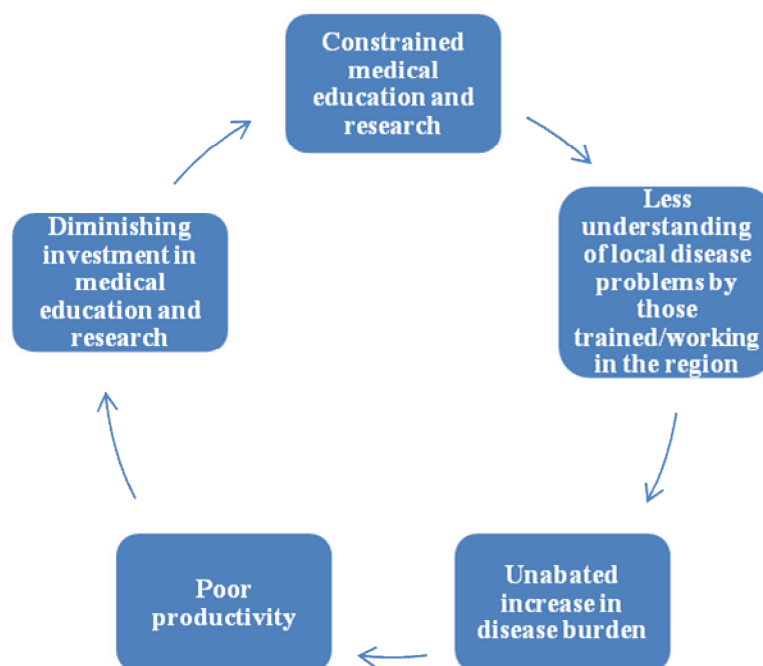 Constrained
medical
education and
research
Less
understanding
of local disease
problems by
those
trained/working
in the region
Unabated
increase in
disease burden
Poor
productivity
Diminishing
investment in
medical
education and
research